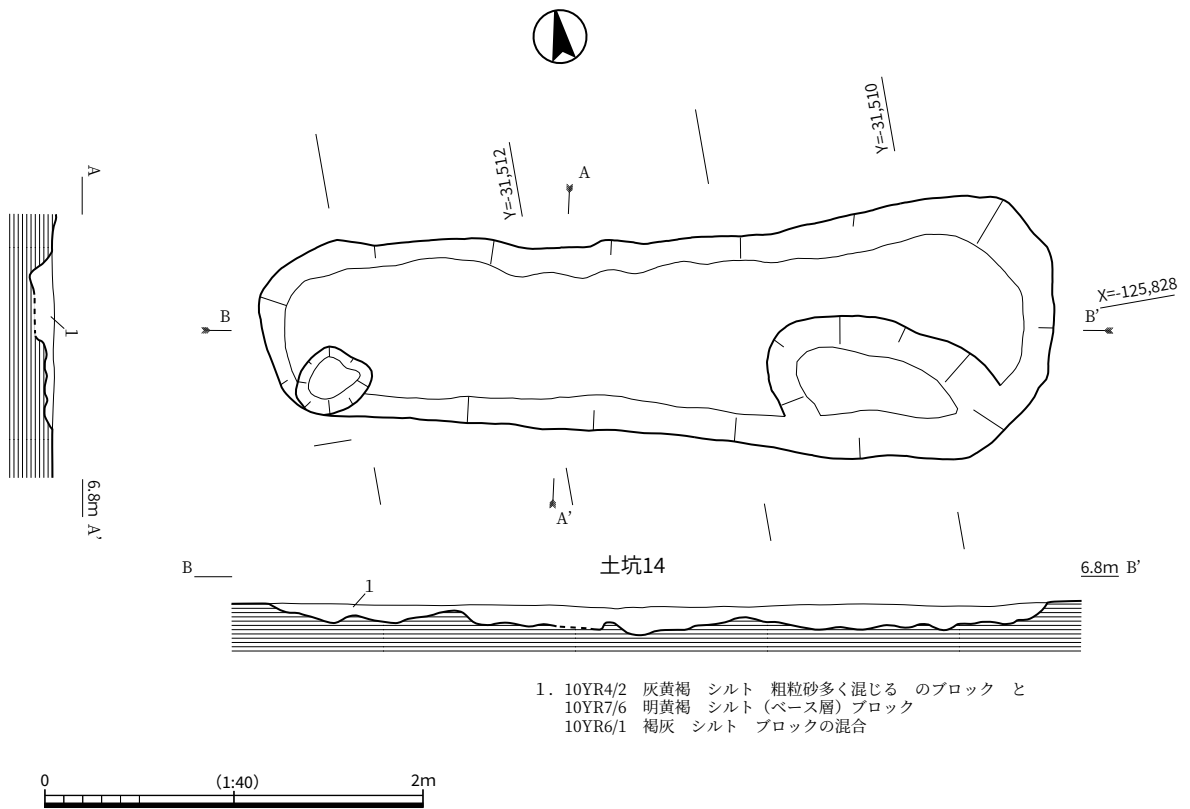 Y=-31,510
Y=-31,512
A
A
X=-125,828
B
B’
1
6.8m
A’
A’
土坑14
B
6.8m B’
1
1. 10YR4/2 灰黄褐 シルト 粗粒砂多く混じる のブロック と
10YR7/6 明黄褐 シルト（ベース層）ブロック
10YR6/1 褐灰 シルト ブロックの混合
0 (1:40) 2m